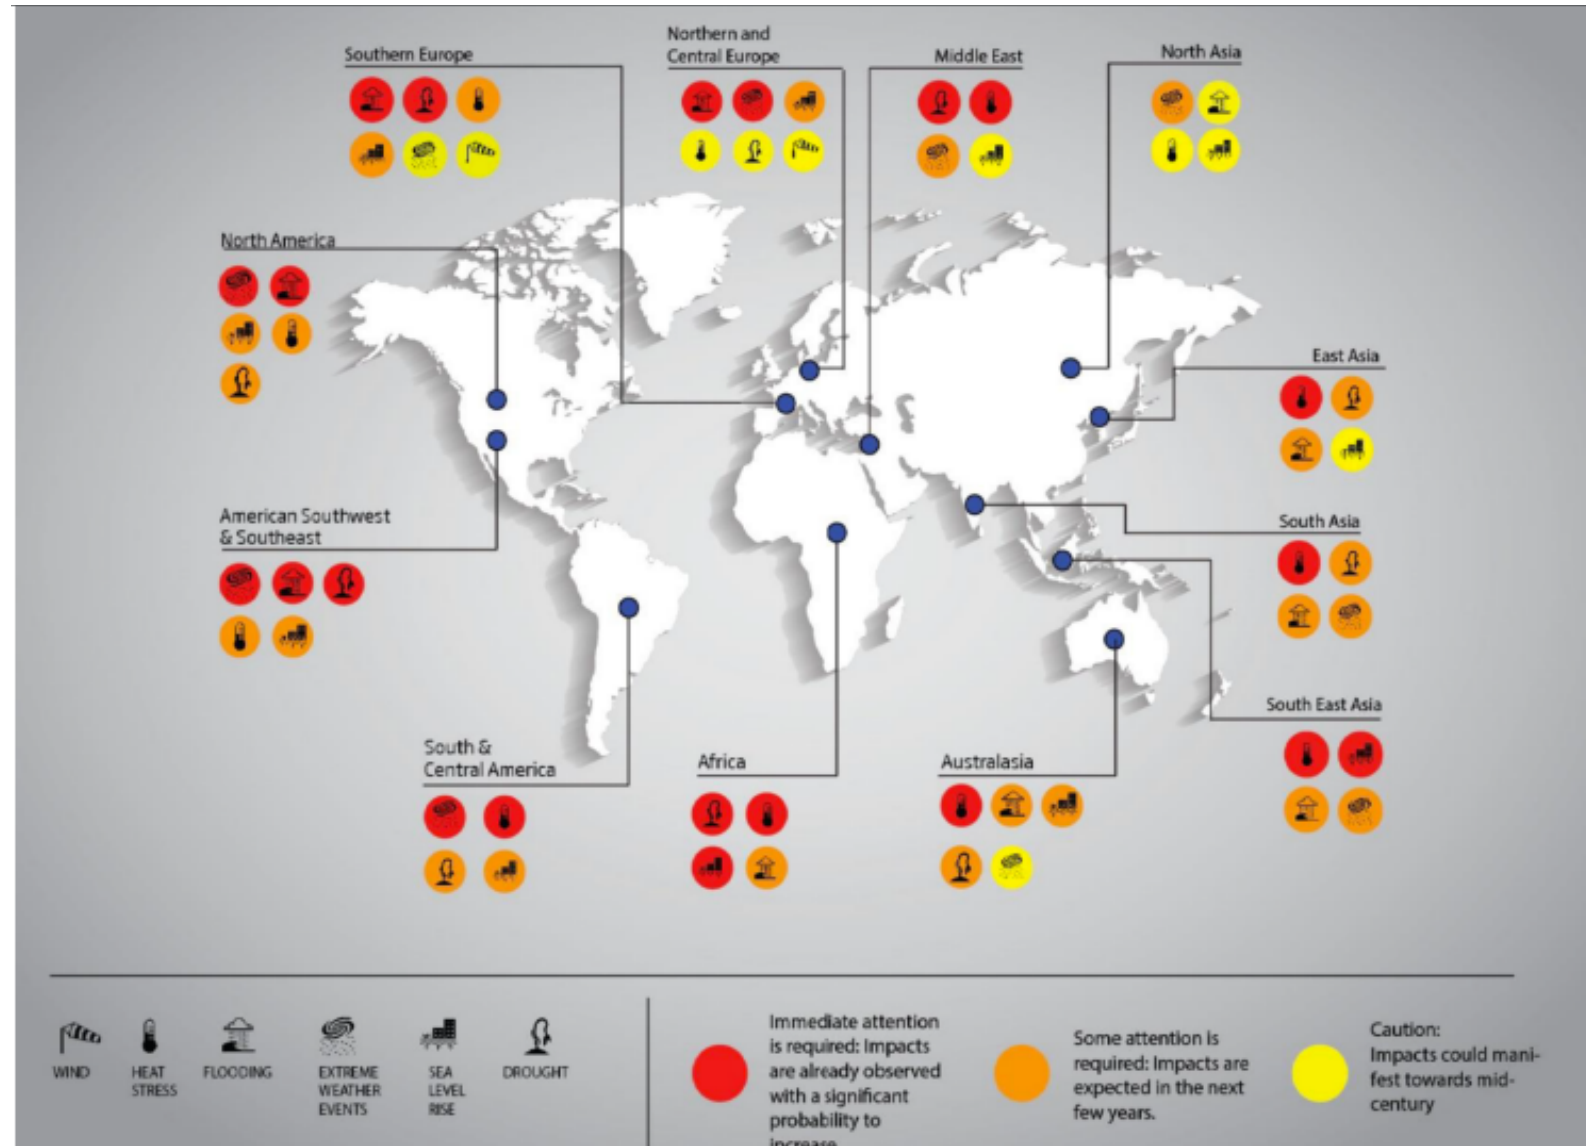 Southern Europe
Northern and
Central Europe
Middle East
North Asia
North America
East Asia
American Southwest
& Southeast
South Asia
South East Asia
South &
Central America
Africa
Australasia
WIND
HEAT
STRESS
FLOODING
EXTREME
WEATHER
EVENTS
SEA
LEVEL
RISE
DROUGHT
Immediate attention
is required: Impacts
are already observed
with a significant
probability to
increase
Some attention is
required: Impacts are
expected in the next
few years.
Caution:
Impacts could mani-
fest towards mid-
century